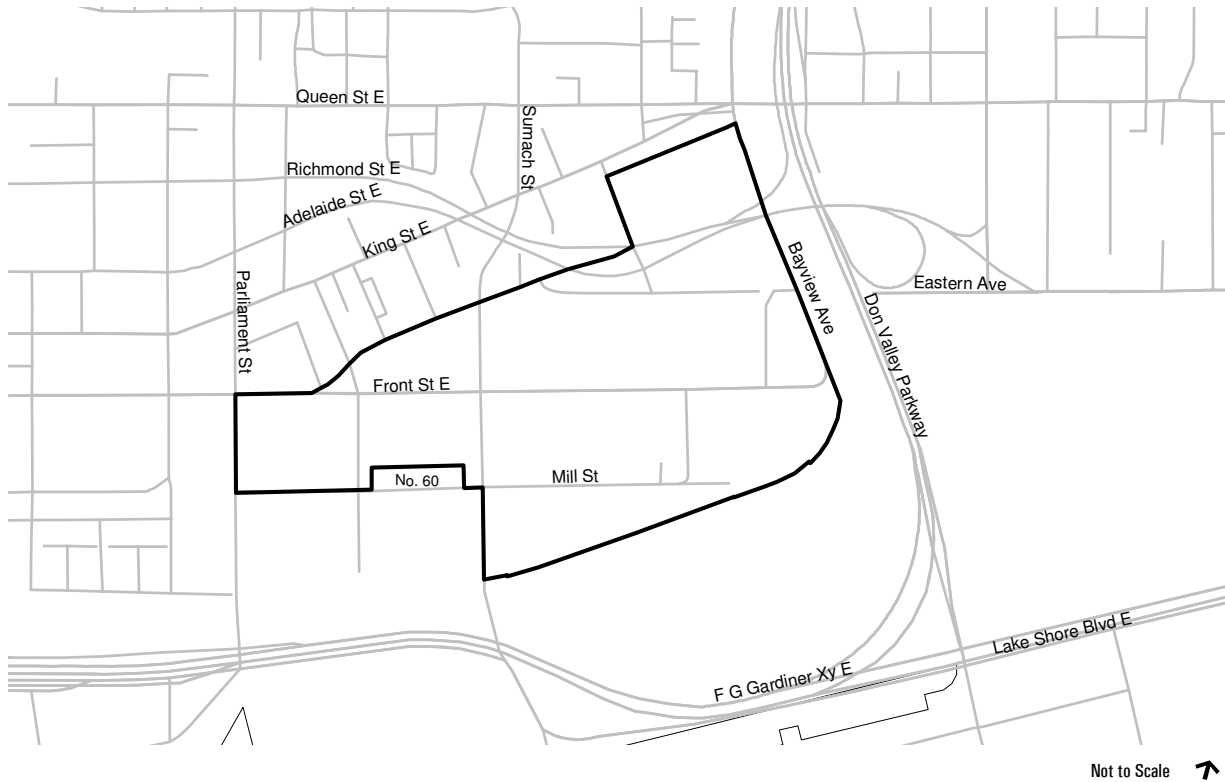 Queen St E
Sumach St
Richmond St E
Adelaide St E
King St E
Parliament St
Bayview Ave
Eastern Ave
Don Valley Parkway
Front St E
No. 60
Mill St
Lake Shore Blvd E
F G Gardiner Xy E
Not to Scale